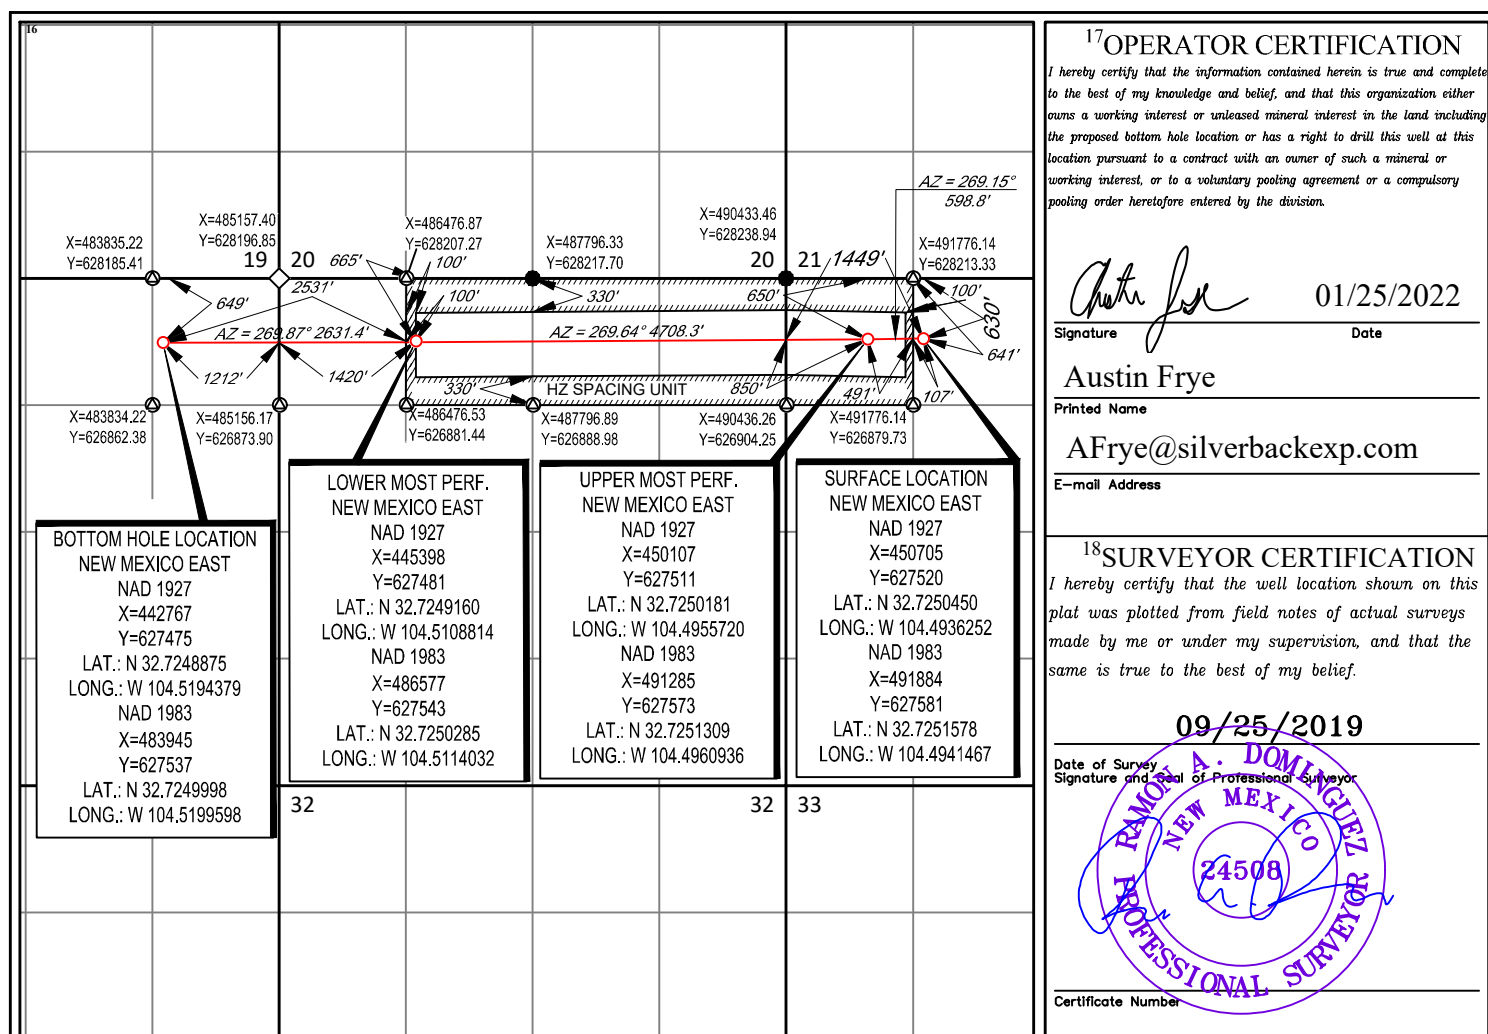 16
AZ = 269.15°
598.8'
X=485157.40
Y=628196.85
X=486476.87
Y=628207.27
X=490433.46
Y=628238.94
X=483835.22
Y=628185.41
X=487796.33
Y=628217.70
X=491776.14
Y=628213.33
19
20
20
21
665'
100'
1449'
649'
2531'
100'
330'
650'
100'
630'
AZ = 269.87° 2631.4'
AZ = 269.64° 4708.3'
641'
1212'
1420'
330'
HZ SPACING UNIT
850'
491'
107'
X=483834.22
Y=626862.38
X=485156.17
Y=626873.90
X=486476.53
Y=626881.44
X=487796.89
Y=626888.98
X=490436.26
Y=626904.25
X=491776.14
Y=626879.73
BOTTOM HOLE LOCATION
NEW MEXICO EAST
NAD 1927
X=442767
Y=627475
LAT.: N 32.7248875
LONG.: W 104.5194379
NAD 1983
X=483945
Y=627537
LAT.: N 32.7249998
LONG.: W 104.5199598
LOWER MOST PERF.
NEW MEXICO EAST
NAD 1927
X=445398
Y=627481
LAT.: N 32.7249160
LONG.: W 104.5108814
NAD 1983
X=486577
Y=627543
LAT.: N 32.7250285
LONG.: W 104.5114032
UPPER MOST PERF.
NEW MEXICO EAST
NAD 1927
X=450107
Y=627511
LAT.: N 32.7250181
LONG.: W 104.4955720
NAD 1983
X=491285
Y=627573
LAT.: N 32.7251309
LONG.: W 104.4960936
SURFACE LOCATION
NEW MEXICO EAST
NAD 1927
X=450705
Y=627520
LAT.: N 32.7250450
LONG.: W 104.4936252
NAD 1983
X=491884
Y=627581
LAT.: N 32.7251578
LONG.: W 104.4941467
32
32
33
17OPERATOR CERTIFICATION
I hereby certify that the information contained herein is true and complete
to the best of my knowledge and belief, and that this organization either
owns a working interest or unleased mineral interest in the land including
the proposed bottom hole location or has a right to drill this well at this
location pursuant to a contract with an owner of such a mineral or
working interest, or to a voluntary pooling agreement or a compulsory
pooling order heretofore entered by the division.
01/25/2022
Signature Date
Austin Frye
Printed Name
AFrye@silverbackexp.com
E-mail Address
18SURVEYOR CERTIFICATION
I hereby certify that the well location shown on this
plat was plotted from field notes of actual surveys
made by me or under my supervision, and that the
same is true to the best of my belief.
09/25/2019
Date of Survey
Signature and Seal of Professional Surveyor
RAMON A. DOMINGUEZ
NEW MEXICO
24508
PROFESSIONAL SURVEYOR
Certificate Number